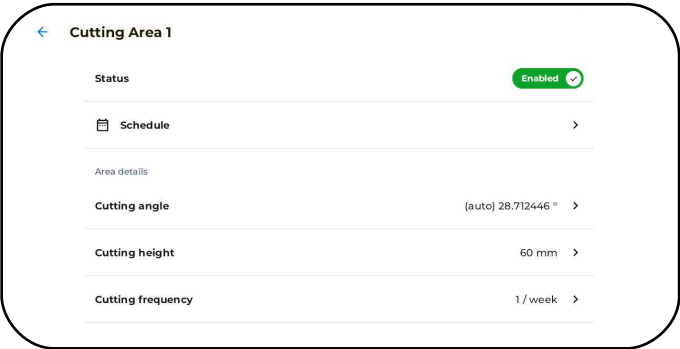 Cutting Area 1
Status Enabled
Schedule
Area details
Cutting angle (auto) 28.712446 °
Cutting height 60 mm
Cutting frequency 1 / week